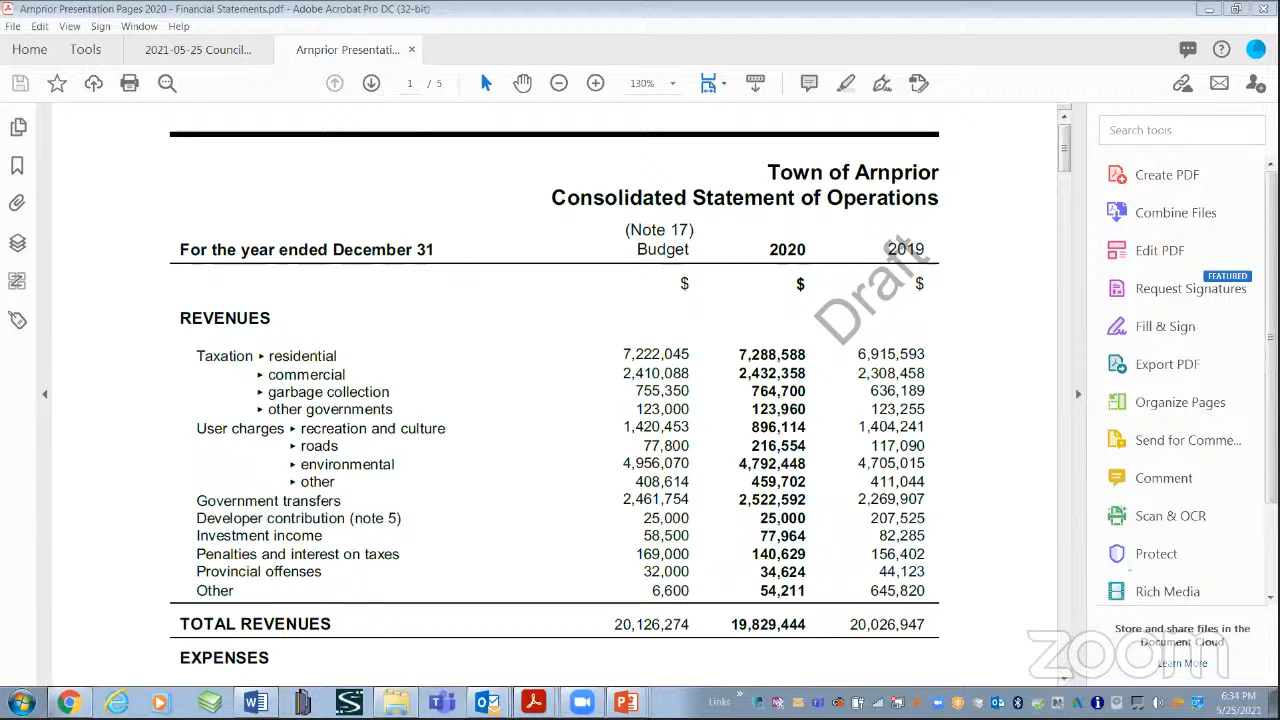 Arnprior Presentation Pages 2020 - Financial Statements.pdf - Adobe Acrobat Pro DC (32-bit)
File Edit View Sign Window Help
Home Tools 2021-05-25 Council... Arnprior Presentati... ×
1 / 5 130%
Search tools
Create PDF
Combine Files
Edit PDF
FEATURED
Request Signatures
Fill & Sign
Export PDF
Organize Pages
Send for Comme...
Comment
Scan & OCR
Protect
Rich Media
Store and share files in the
Document Cloud
Learn More
Town of Arnprior
Consolidated Statement of Operations
(Note 17)
For the year ended December 31 Budget 2020 2019
$ $ $
Draft
REVENUES
Taxation ▸ residential 7,222,045 7,288,588 6,915,593
▸ commercial 2,410,088 2,432,358 2,308,458
▸ garbage collection 755,350 764,700 636,189
▸ other governments 123,000 123,960 123,255
User charges ▸ recreation and culture 1,420,453 896,114 1,404,241
▸ roads 77,800 216,554 117,090
▸ environmental 4,956,070 4,792,448 4,705,015
▸ other 408,614 459,702 411,044
Government transfers 2,461,754 2,522,592 2,269,907
Developer contribution (note 5) 25,000 25,000 207,525
Investment income 58,500 77,964 82,285
Penalties and interest on taxes 169,000 140,629 156,402
Provincial offenses 32,000 34,624 44,123
Other 6,600 54,211 645,820
TOTAL REVENUES 20,126,274 19,829,444 20,026,947
EXPENSES
zoom
Links » 6:34 PM
5/25/2021